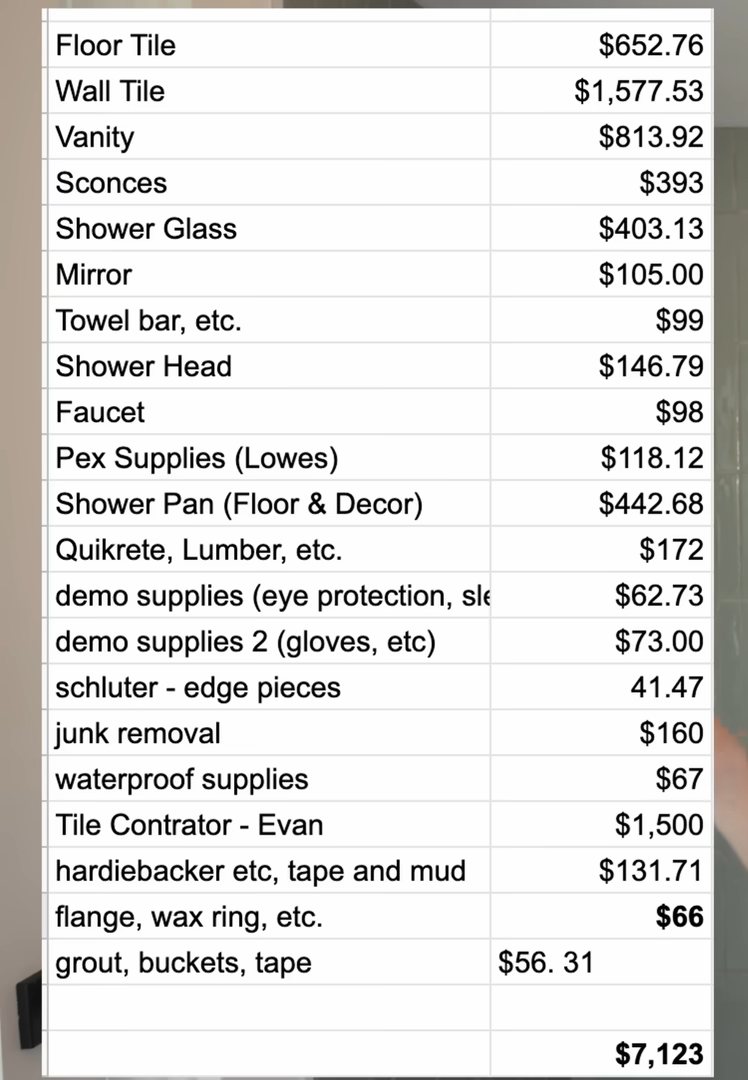 Floor Tile $652.76
Wall Tile $1,577.53
Vanity $813.92
Sconces $393
Shower Glass $403.13
Mirror $105.00
Towel bar, etc. $99
Shower Head $146.79
Faucet $98
Pex Supplies (Lowes) $118.12
Shower Pan (Floor & Decor) $442.68
Quikrete, Lumber, etc. $172
demo supplies (eye protection, sle $62.73
demo supplies 2 (gloves, etc) $73.00
schluter - edge pieces 41.47
junk removal $160
waterproof supplies $67
Tile Contrator - Evan $1,500
hardiebacker etc, tape and mud $131.71
flange, wax ring, etc. $66
grout, buckets, tape $56. 31
$7,123